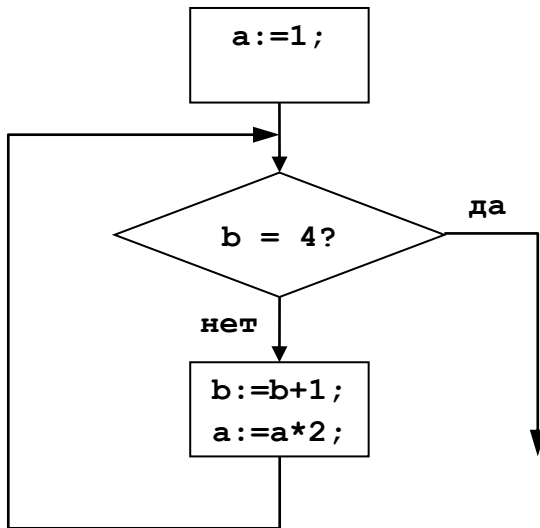 a:=1;
b = 4?
да
нет
b:=b+1;
a:=a*2;